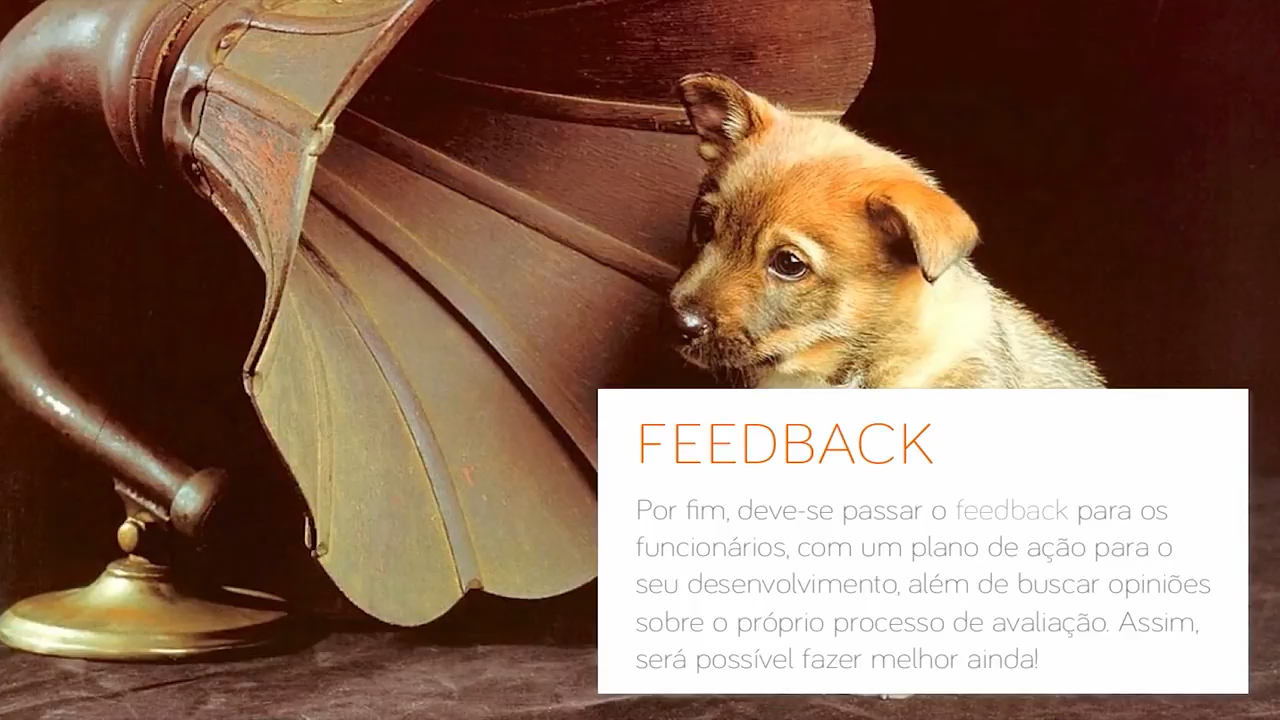 FEEDBACK
Por fim, deve-se passar o feedback para os
funcionários, com um plano de ação para o
seu desenvolvimento, além de buscar opiniões
sobre o próprio processo de avaliação. Assim,
será possível fazer melhor ainda!